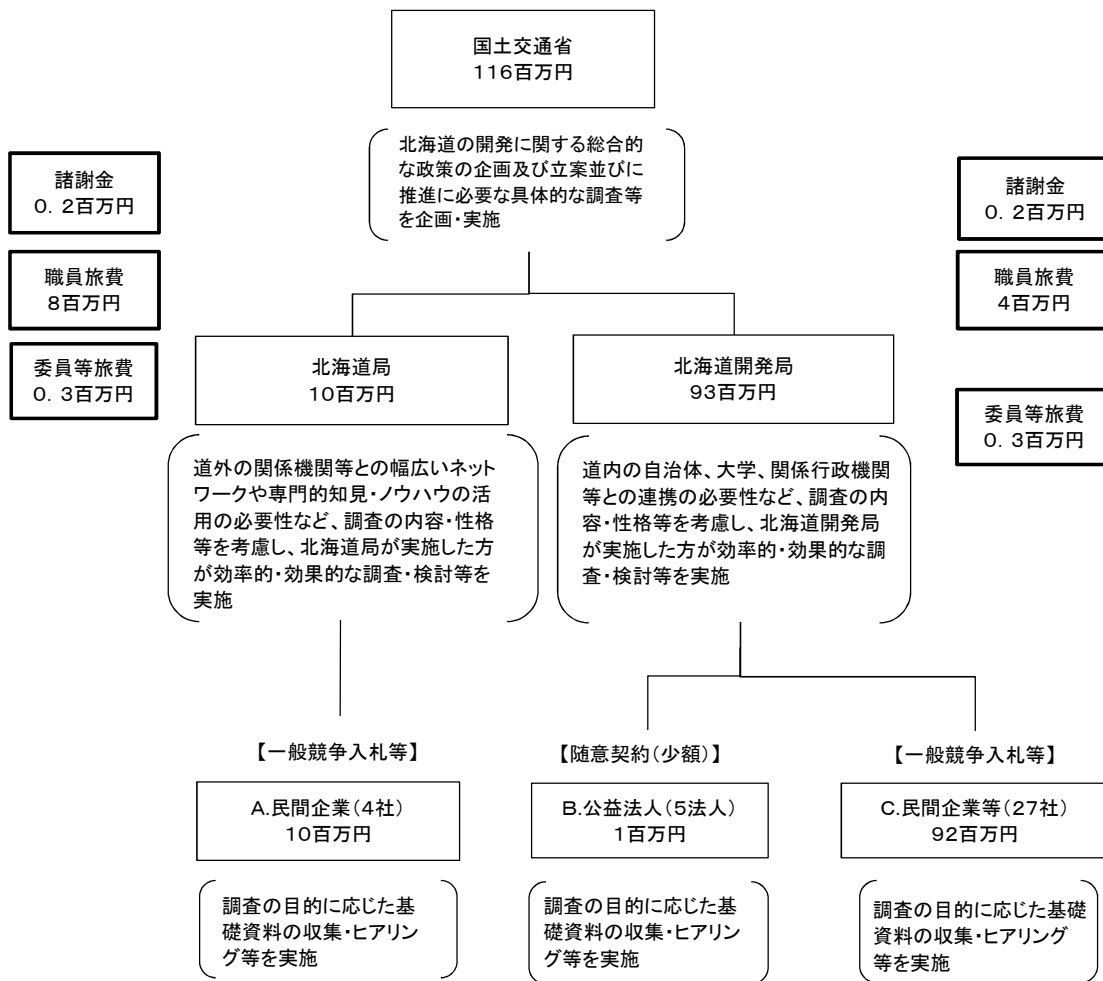 国土交通省
116百万円
北海道の開発に関する総合的
な政策の企画及び立案並びに
推進に必要な具体的な調査等
を企画・実施
諸謝金
0.2百万円
職員旅費
8百万円
委員等旅費
0.3百万円
諸謝金
0.2百万円
職員旅費
4百万円
委員等旅費
0.3百万円
北海道局
10百万円
北海道開発局
93百万円
道外の関係機関等との幅広いネット
ワークや専門的知見・ノウハウの活
用の必要性など、調査の内容・性格
等を考慮し、北海道局が実施した方
が効率的・効果的な調査・検討等を
実施
道内の自治体、大学、関係行政機関
等との連携の必要性など、調査の内
容・性格等を考慮し、北海道開発局
が実施した方が効率的・効果的な調
査・検討等を実施
【一般競争入札等】
A.民間企業(4社)
10百万円
調査の目的に応じた基
礎資料の収集・ヒアリン
グ等を実施
【随意契約(少額)】
B.公益法人(5法人)
1百万円
調査の目的に応じた基
礎資料の収集・ヒアリン
グ等を実施
【一般競争入札等】
C.民間企業等(27社)
92百万円
調査の目的に応じた基礎
資料の収集・ヒアリング
等を実施